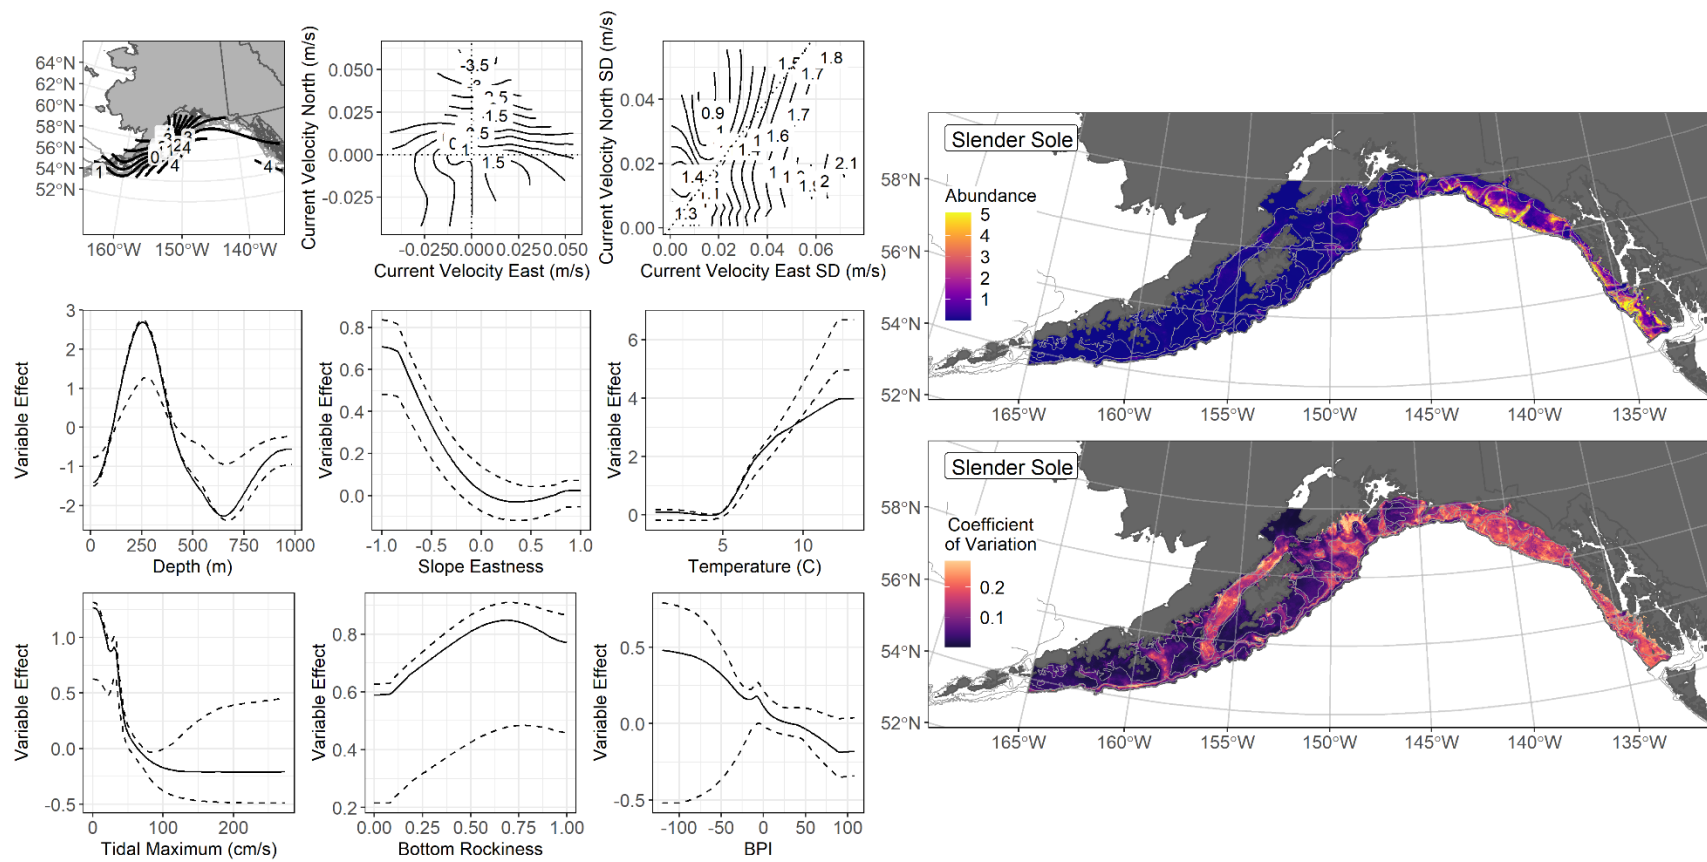 64°N
62°N
60°N
58°N
56°N
54°N
52°N
160°W 150°W 140°W
Current Velocity North (m/s)
0.050
0.025
0.000
-0.025
-3.5
1.5
-0.025 0.000 0.025 0.050
Current Velocity East (m/s)
Current Velocity North SD (m/s)
0.04
0.02
0.00
0.9
1.8
1.7
1.7
1.6
2.1
1.4
1.3
0.00 0.02 0.04 0.06
Current Velocity East SD (m/s)
Variable Effect
3
2
1
0
-1
-2
0 250 500 750 1000
Depth (m)
Variable Effect
0.8
0.6
0.4
0.2
0.0
-1.0 -0.5 0.0 0.5 1.0
Slope Eastness
Variable Effect
6
4
2
0
5 10
Temperature (C)
Variable Effect
1.0
0.5
0.0
-0.5
0 100 200
Tidal Maximum (cm/s)
Variable Effect
0.8
0.6
0.4
0.2
0.00 0.25 0.50 0.75 1.00
Bottom Rockiness
Variable Effect
0.5
0.0
-0.5
-100 -50 0 50 100
BPI
Slender Sole
Abundance
5
4
3
2
1
58°N
56°N
54°N
52°N
165°W 160°W 155°W 150°W 145°W 140°W 135°W
Slender Sole
Coefficient
of Variation
0.2
0.1
58°N
56°N
54°N
52°N
165°W 160°W 155°W 150°W 145°W 140°W 135°W